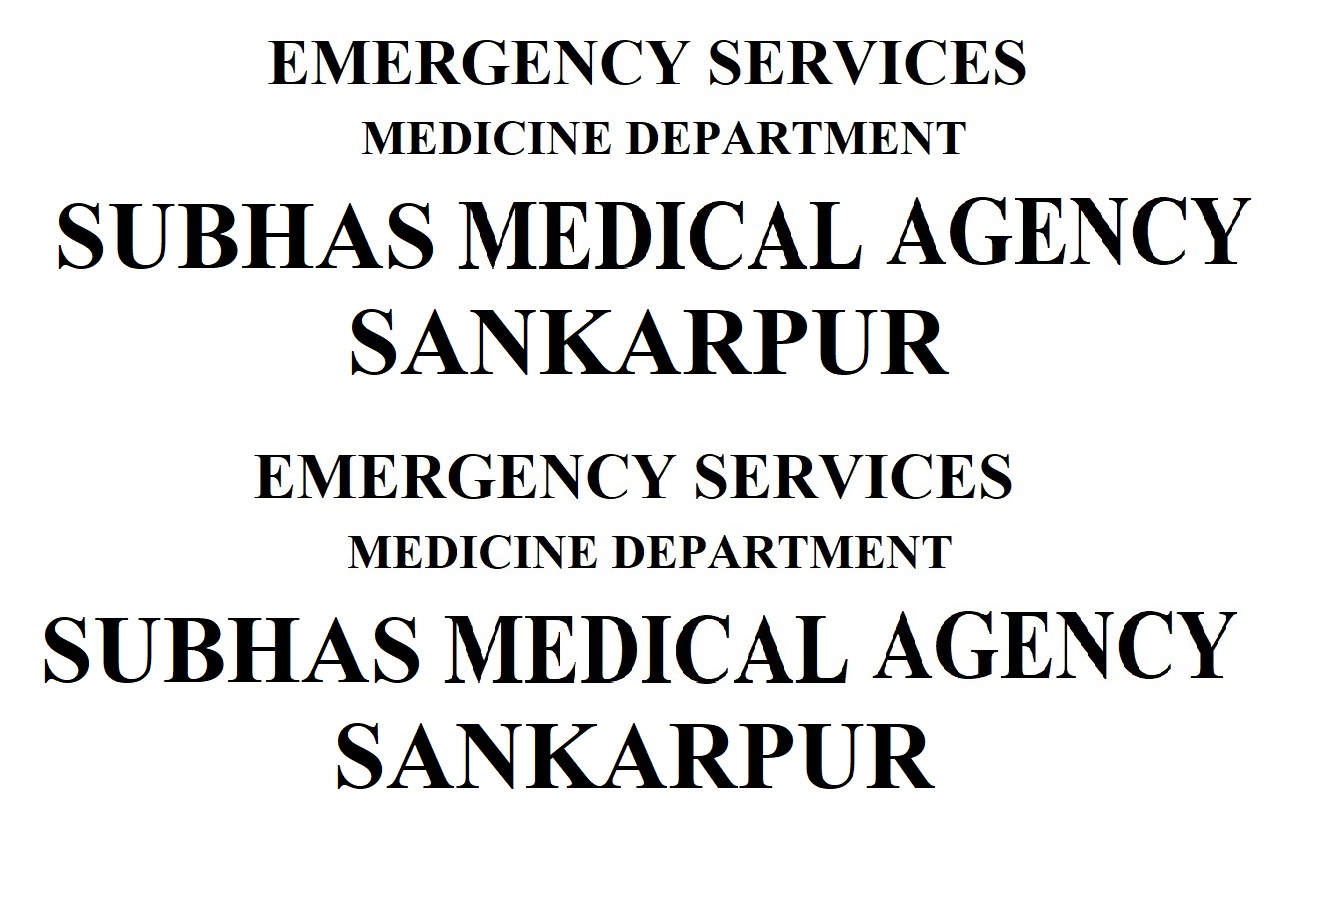 EMERGENCY SERVICES
MEDICINE DEPARTMENT
SUBHAS MEDICAL AGENCY
SANKARPUR
EMERGENCY SERVICES
MEDICINE DEPARTMENT
SUBHAS MEDICAL AGENCY
SANKARPUR